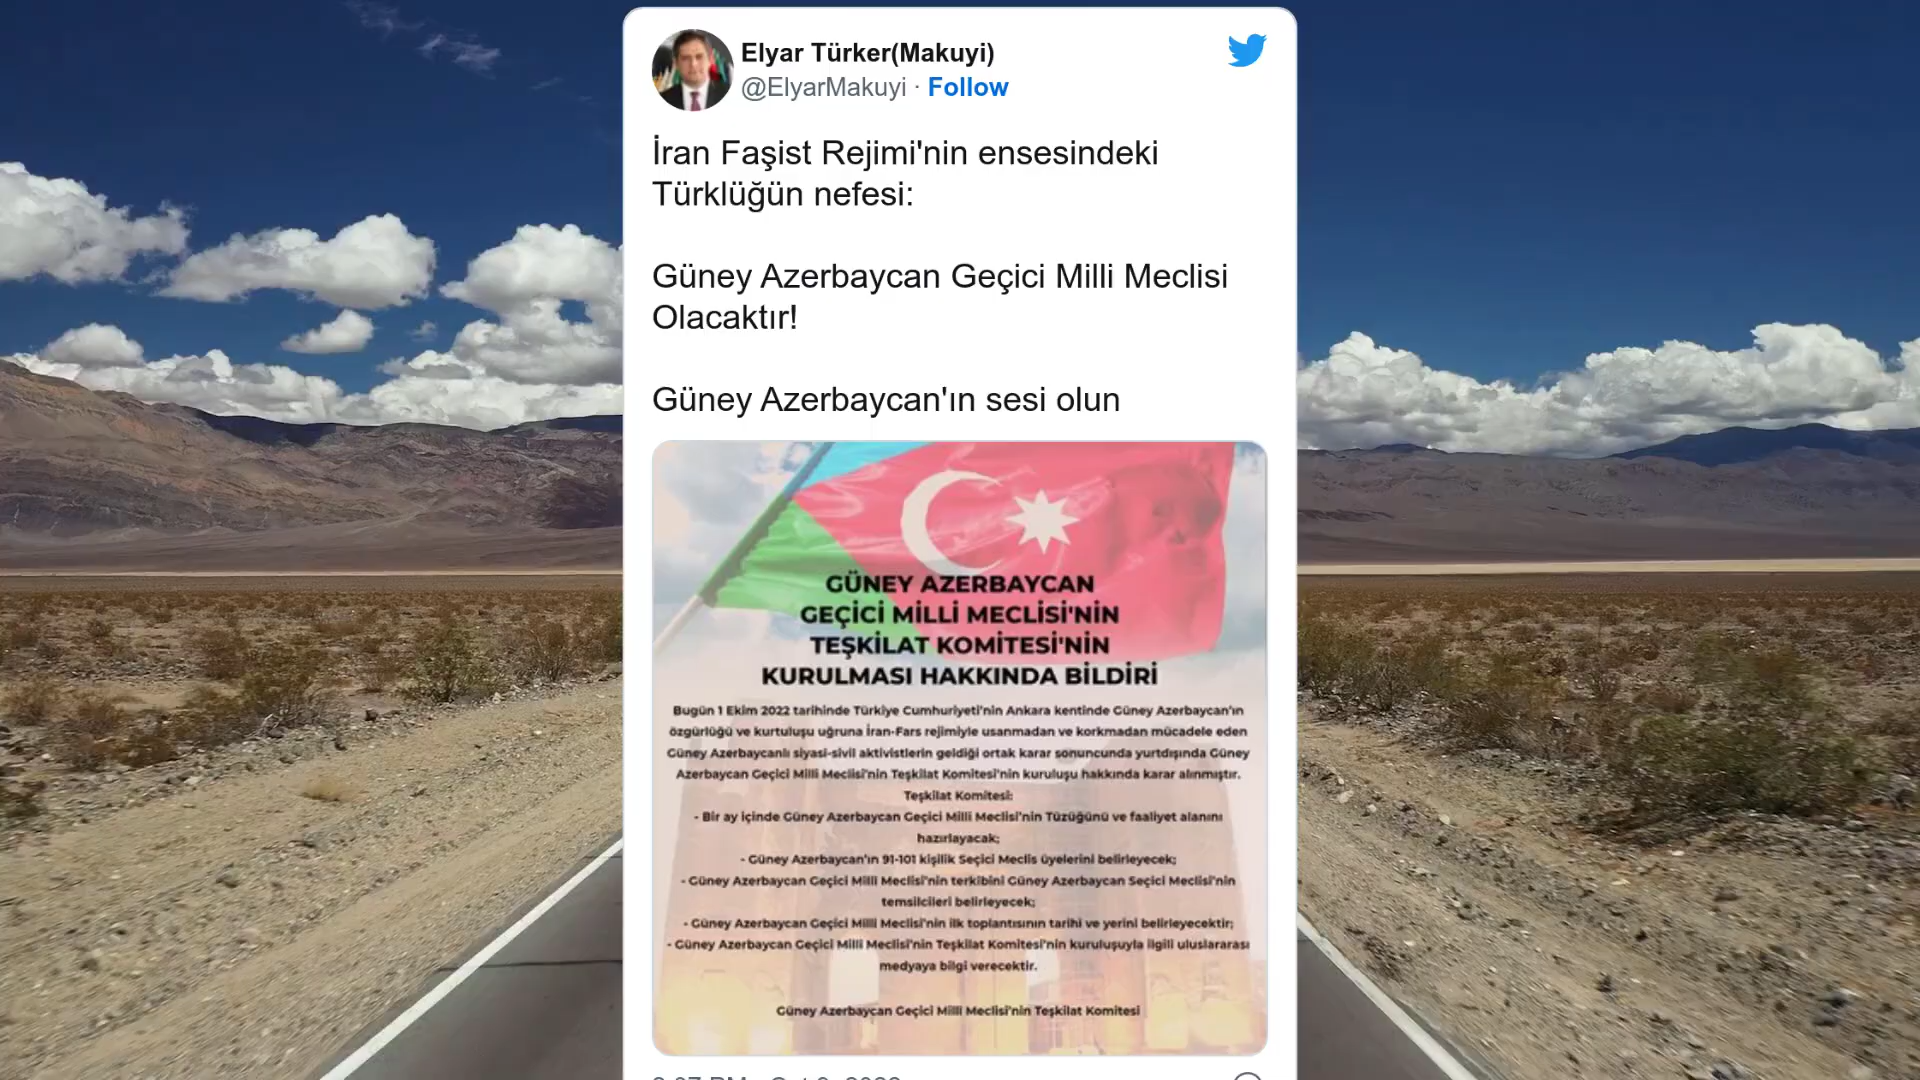 Elyar Türker(Makuyi)
@ElyarMakuyi · Follow
İran Faşist Rejimi'nin ensesindeki
Türklüğün nefesi:
Güney Azerbaycan Geçici Milli Meclisi
Olacaktır!
Güney Azerbaycan'ın sesi olun
GÜNEY AZERBAYCAN
GEÇİCİ MİLLİ MECLİSİ'NİN
TEŞKİLAT KOMİTESİ'NİN
KURULMASI HAKKINDA BİLDİRİ
Bugün 1 Ekim 2022 tarihinde Türkiye Cumhuriyeti'nin Ankara kentinde Güney Azerbaycan'ın
özgürlüğü ve kurtuluşu uğruna İran-Fars rejimiyle usanmadan ve korkmadan mücadele eden
Güney Azerbaycanlı siyasi-sivil aktivistlerin geldiği ortak karar sonuncunda yurtdışında Güney
Azerbaycan Geçici Milli Meclisi'nin Teşkilat Komitesi'nin kuruluşu hakkında karar alınmıştır.
Teşkilat Komitesi:
- Bir ay içinde Güney Azerbaycan Geçici Milli Meclisi'nin Tüzüğünü ve faaliyet alanını
hazırlayacak;
- Güney Azerbaycan'ın 91-101 kişilik Seçici Meclis üyelerini belirleyecek;
- Güney Azerbaycan Geçici Milli Meclisi'nin terkibini Güney Azerbaycan Seçici Meclisi'nin
temsilcileri belirleyecek;
- Güney Azerbaycan Geçici Milli Meclisi'nin ilk toplantısının tarihi ve yerini belirleyecektir;
- Güney Azerbaycan Geçici Milli Meclisi'nin Teşkilat Komitesi'nin kuruluşuyla ilgili uluslararası
medyaya bilgi verecektir.
Güney Azerbaycan Geçici Milli Meclisi'nin Teşkilat Komitesi